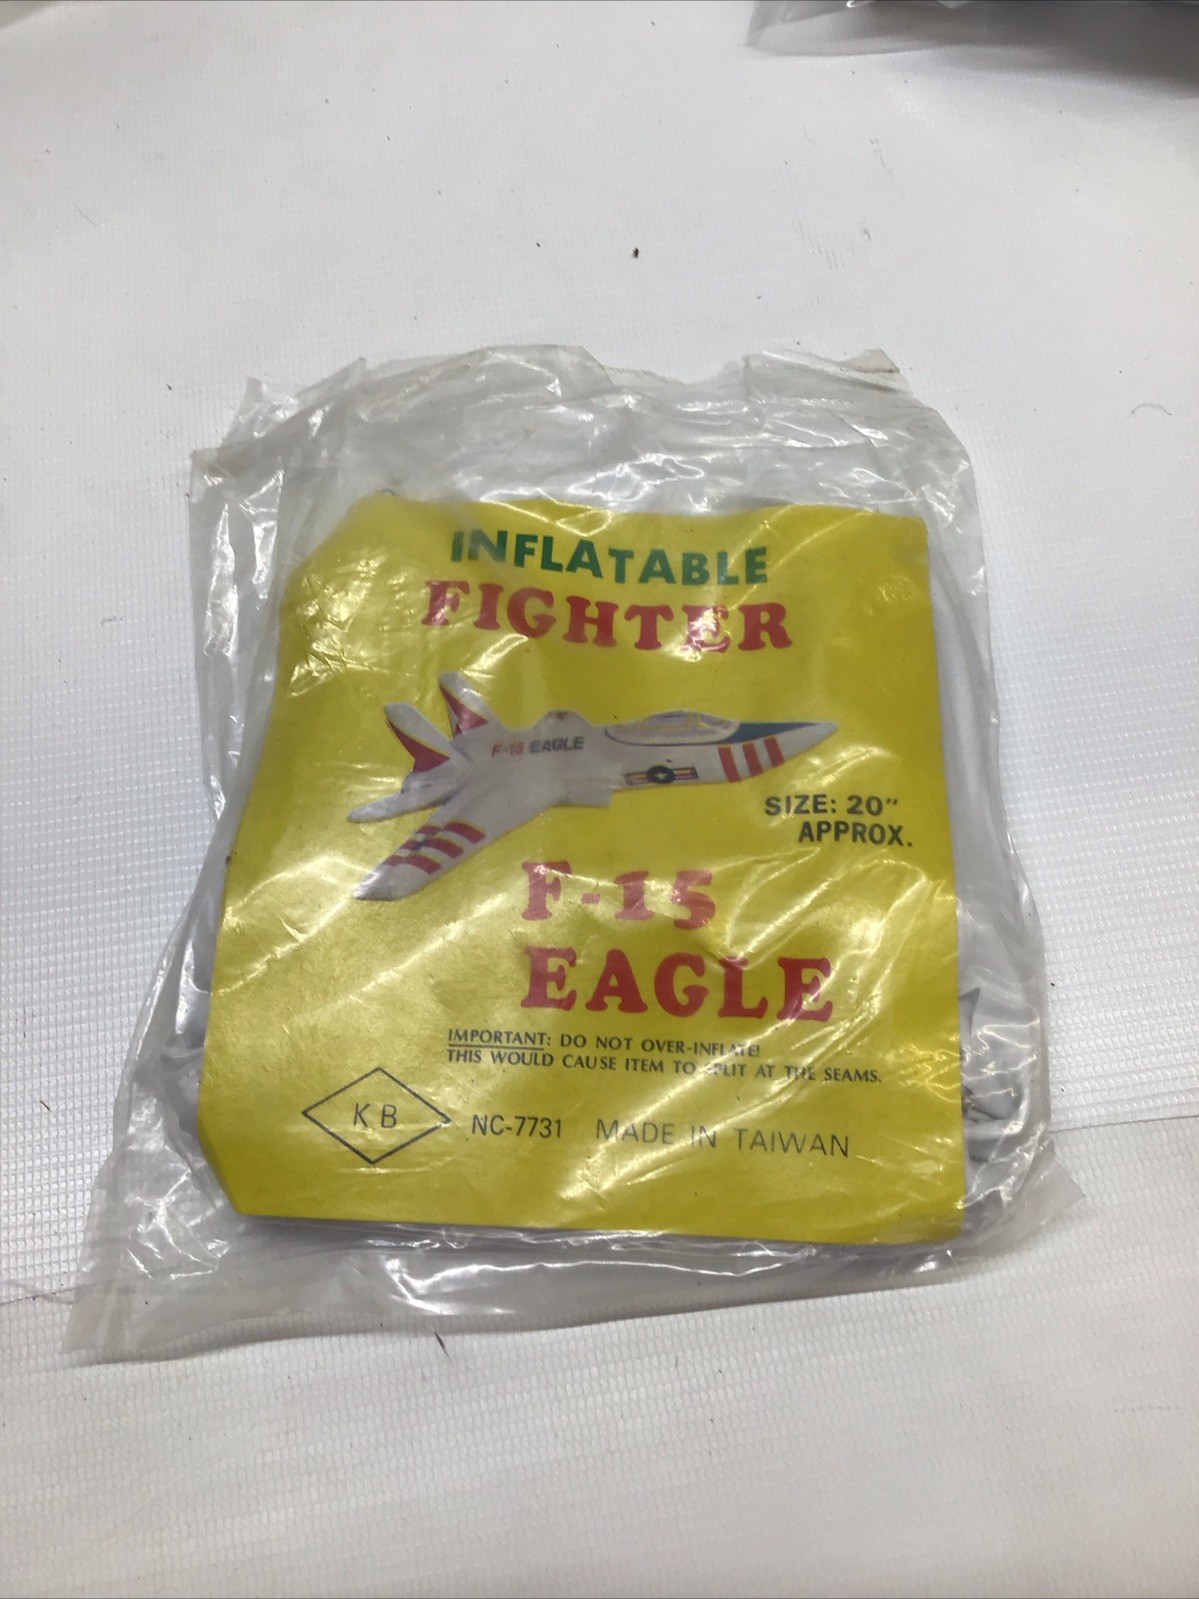 INFLATABLE
FIGHTER
F-15 EAGLE
SIZE: 20"
APPROX.
F-15
EAGLE
IMPORTANT: DO NOT OVER-INFLATE!
THIS WOULD CAUSE ITEM TO SPLIT AT THE SEAMS.
KB
NC-7731 MADE IN TAIWAN